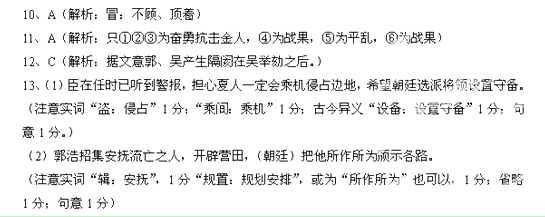 10、A（解析：冒：不顾、顶着）
11、A（解析：只①②③为奋勇抗击金人，④为战果，⑤为平乱，⑥为战果）
12、C（解析：据文意郭、吴产生隔阂在吴举劾之后。）
13、（1）臣在任时已听到警报，担心夏人一定会乘机侵占边地，希望朝廷选派将领设置守备。
（注意实词“盗：侵占”1分；“乘间：乘机”1分；古今异义“设备：设置守备”1分；句
意1分。）
（2）郭浩招集安抚流亡之人，开辟营田，（朝廷）把他所作所为颁示各路。
（注意实词“辑：安抚”，1分“规置：规划安排”，或为“所作所为”也可以，1分；省略
1分；句意1分）